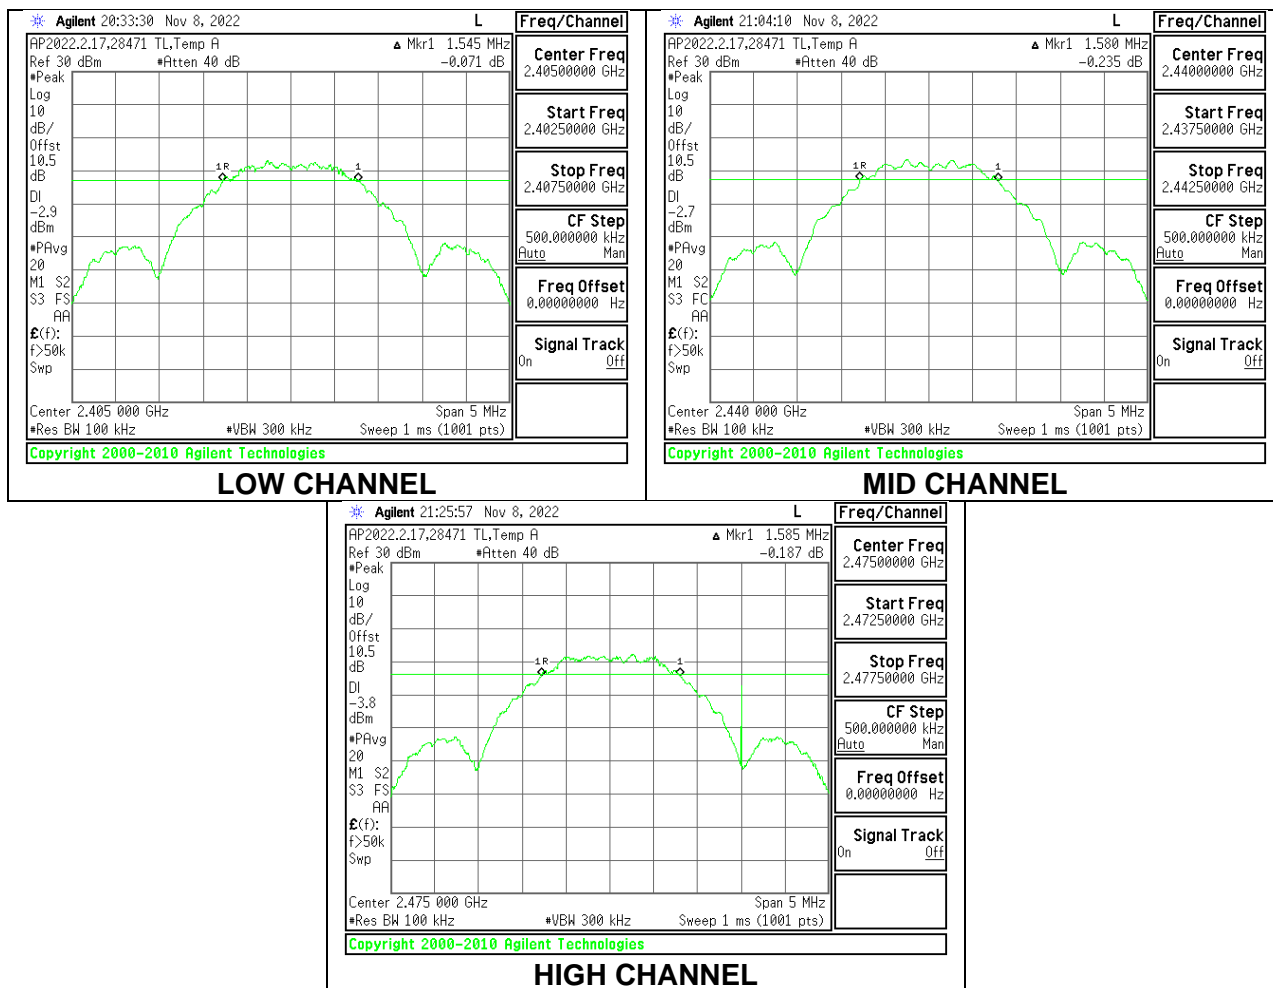 Agilent 20:33:30 Nov 8, 2022 L Freq/Channel
AP2022.2.17,28471 TL,Temp A Δ Mkr1 1.545 MHz
Ref 30 dBm #Atten 40 dB -0.071 dB
#Peak
Log
10
dB/
Offst
10.5
dB
DI
-2.9
dBm
#PAvg
20
M1 S2
S3 FS
AA
£(f):
f>50k
Swp
1R
1
Center 2.405 000 GHz Span 5 MHz
#Res BW 100 kHz #VBW 300 kHz Sweep 1 ms (1001 pts)
Center Freq
2.40500000 GHz
Start Freq
2.40250000 GHz
Stop Freq
2.40750000 GHz
CF Step
500.000000 kHz
Auto Man
Freq Offset
0.00000000 Hz
Signal Track
On Off
Copyright 2000-2010 Agilent Technologies
LOW CHANNEL
Agilent 21:04:10 Nov 8, 2022 L Freq/Channel
AP2022.2.17,28471 TL,Temp A Δ Mkr1 1.580 MHz
Ref 30 dBm #Atten 40 dB -0.235 dB
#Peak
Log
10
dB/
Offst
10.5
dB
DI
-2.7
dBm
#PAvg
20
M1 S2
S3 FC
AA
£(f):
f>50k
Swp
1R
1
Center 2.440 000 GHz Span 5 MHz
#Res BW 100 kHz #VBW 300 kHz Sweep 1 ms (1001 pts)
Center Freq
2.44000000 GHz
Start Freq
2.43750000 GHz
Stop Freq
2.44250000 GHz
CF Step
500.000000 kHz
Auto Man
Freq Offset
0.00000000 Hz
Signal Track
On Off
Copyright 2000-2010 Agilent Technologies
MID CHANNEL
Agilent 21:25:57 Nov 8, 2022 L Freq/Channel
AP2022.2.17,28471 TL,Temp A Δ Mkr1 1.585 MHz
Ref 30 dBm #Atten 40 dB -0.187 dB
#Peak
Log
10
dB/
Offst
10.5
dB
DI
-3.8
dBm
#PAvg
20
M1 S2
S3 FS
AA
£(f):
f>50k
Swp
1R
1
Center 2.475 000 GHz Span 5 MHz
#Res BW 100 kHz #VBW 300 kHz Sweep 1 ms (1001 pts)
Center Freq
2.47500000 GHz
Start Freq
2.47250000 GHz
Stop Freq
2.47750000 GHz
CF Step
500.000000 kHz
Auto Man
Freq Offset
0.00000000 Hz
Signal Track
On Off
Copyright 2000-2010 Agilent Technologies
HIGH CHANNEL